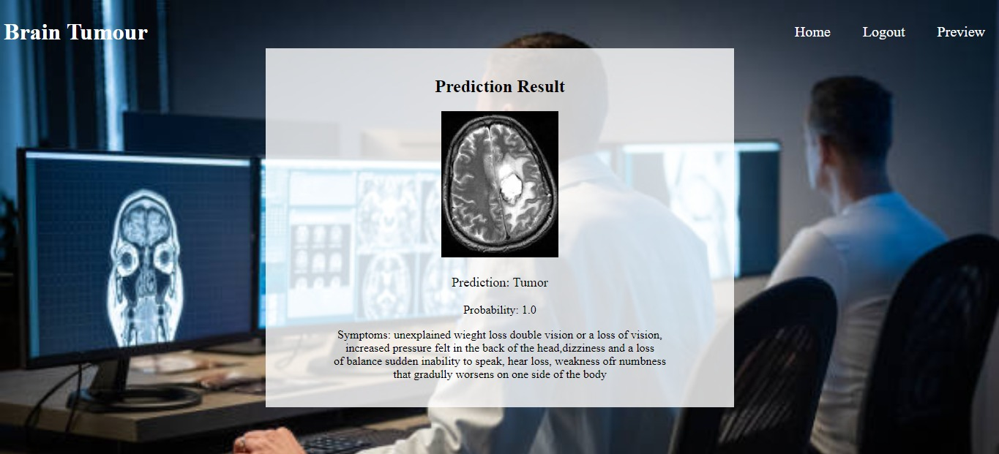 Brain Tumour
Home Logout Preview
Prediction Result
Prediction: Tumor
Probability: 1.0
Symptoms: unexplained wieght loss double vision or a loss of vision,
increased pressure felt in the back of the head,dizziness and a loss
of balance sudden inability to speak, hear loss, weakness ofr numbness
that gradully worsens on one side of the body